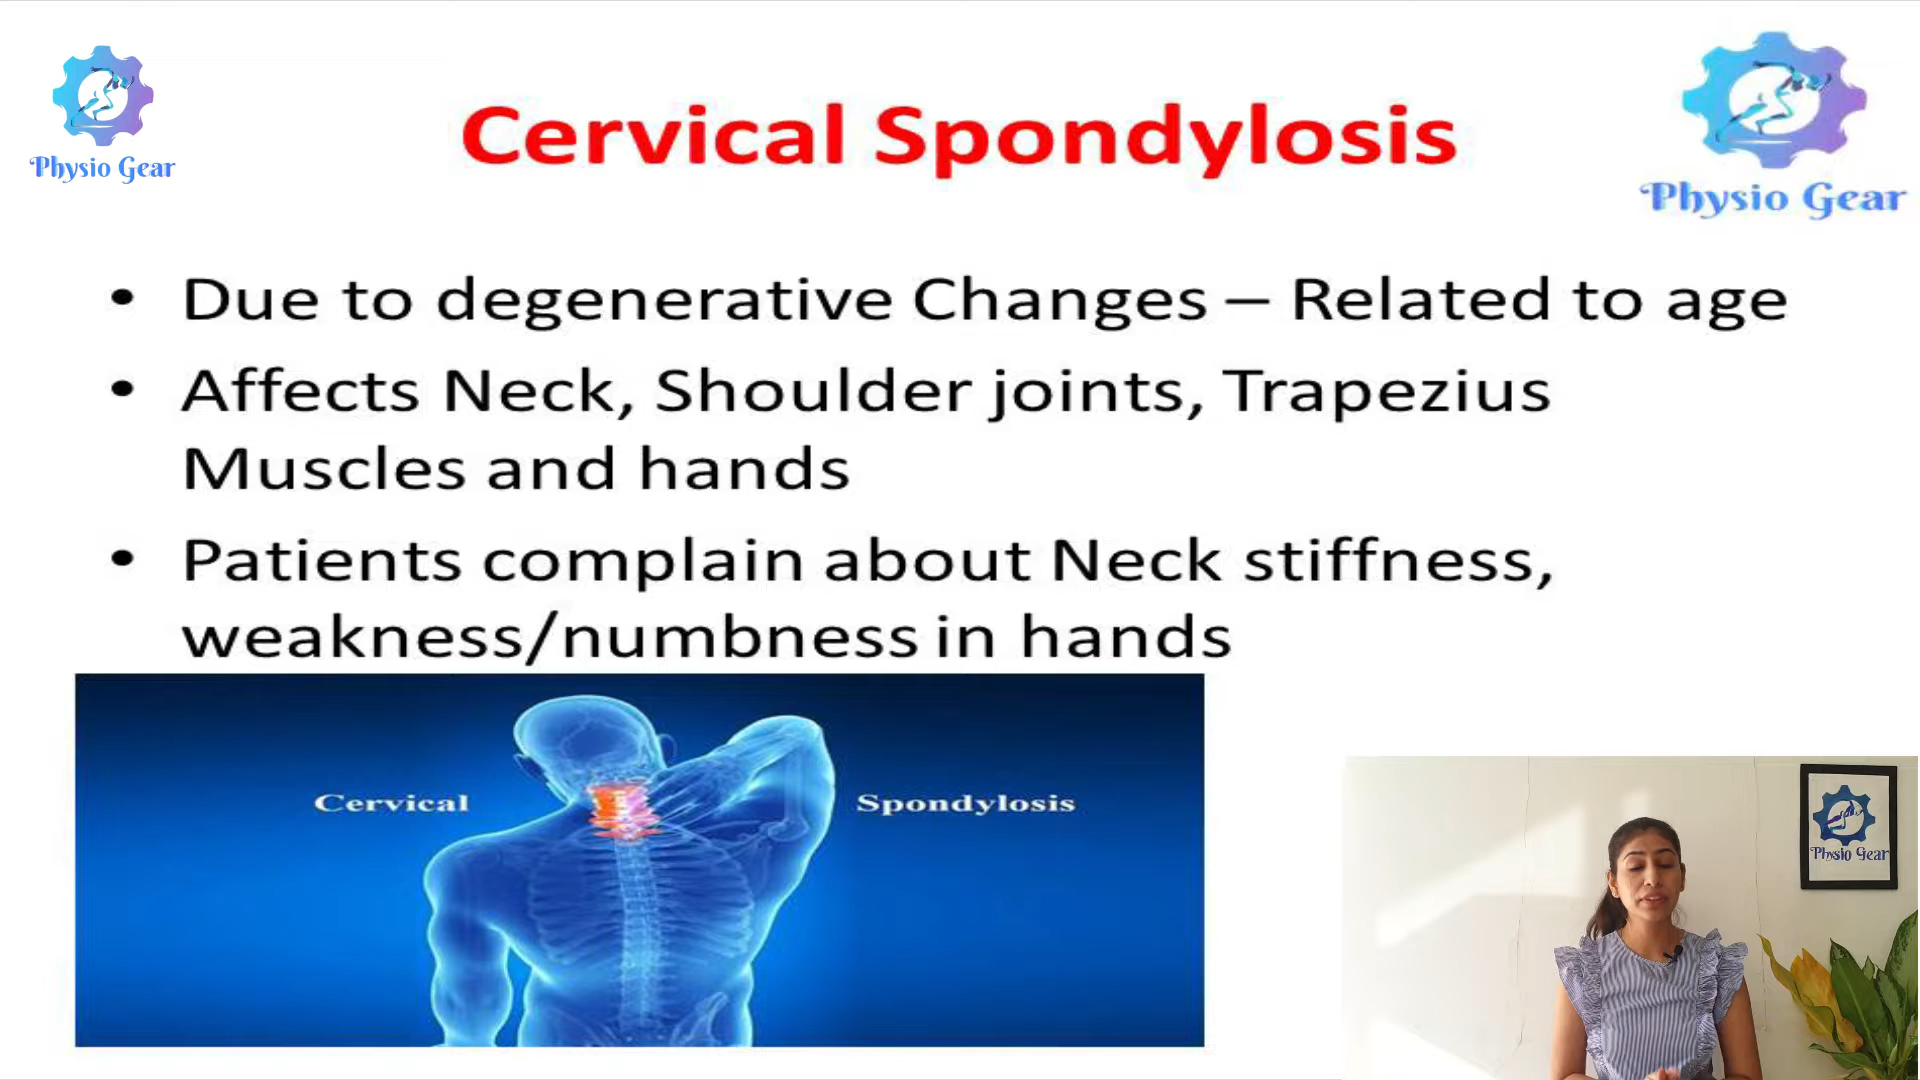 Physio Gear
Physio Gear
Cervical Spondylosis
• Due to degenerative Changes – Related to age
• Affects Neck, Shoulder joints, Trapezius
Muscles and hands
• Patients complain about Neck stiffness,
weakness/numbness in hands
Cervical
Spondylosis
Physio Gear